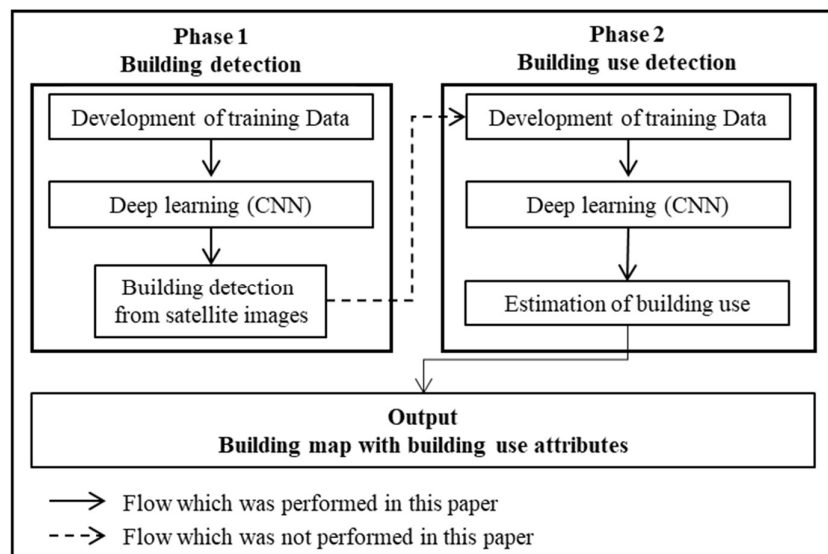 Phase 1
Building detection
Development of training Data
Deep learning (CNN)
Building detection
from satellite images
Phase 2
Building use detection
Development of training Data
Deep learning (CNN)
Estimation of building use
Output
Building map with building use attributes
Flow which was performed in this paper
Flow which was not performed in this paper